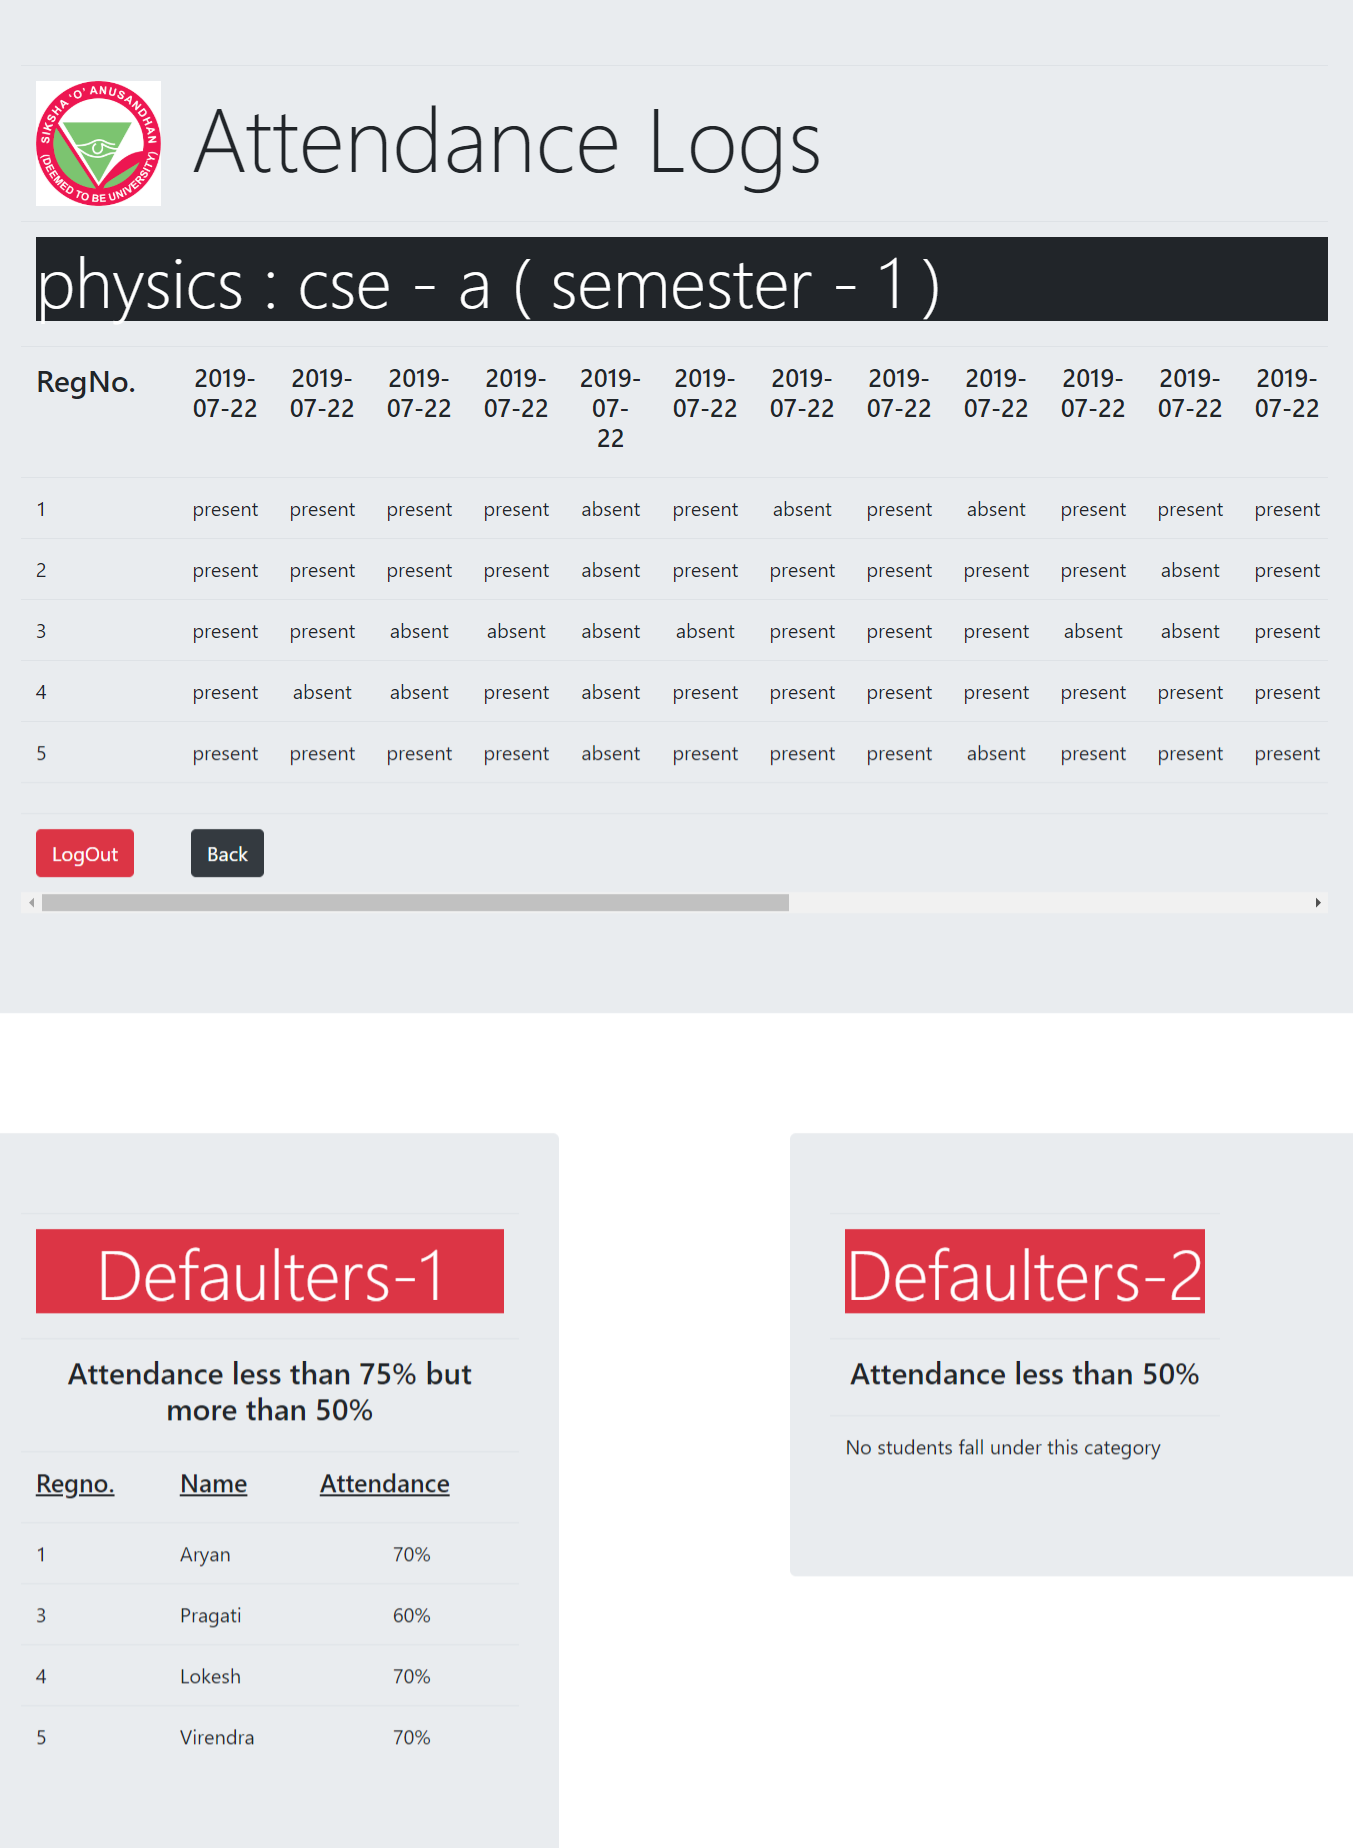 SIKSHA 'O' ANUSANDHAN
(DEEMED TO BE UNIVERSITY)
Attendance Logs
physics : cse - a ( semester - 1 )
RegNo. 2019-07-22 2019-07-22 2019-07-22 2019-07-22 2019-07-22 2019-07-22 2019-07-22 2019-07-22 2019-07-22 2019-07-22 2019-07-22 2019-07-22
1 present present present present absent present absent present absent present present present
2 present present present present absent present present present present present absent present
3 present present absent absent absent absent present present present absent absent present
4 present absent absent present absent present present present present present present present
5 present present present present absent present present present absent present present present
LogOut Back
Defaulters-1
Attendance less than 75% but
more than 50%
Regno. Name Attendance
1 Aryan 70%
3 Pragati 60%
4 Lokesh 70%
5 Virendra 70%
Defaulters-2
Attendance less than 50%
No students fall under this category